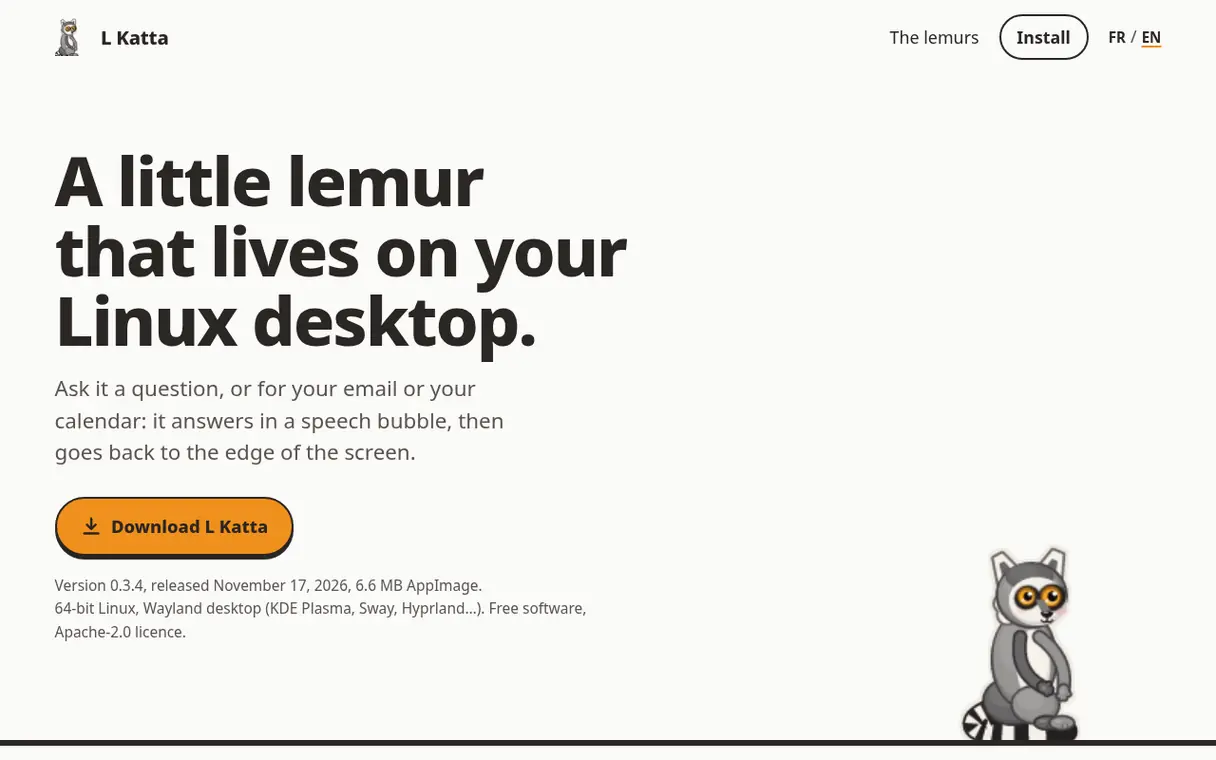 L Katta
The lemurs
Install
FR / EN
A little lemur
that lives on your
Linux desktop.
Ask it a question, or for your email or your
calendar: it answers in a speech bubble, then
goes back to the edge of the screen.
Download L Katta
Version 0.3.4, released November 17, 2026, 6.6 MB AppImage.
64-bit Linux, Wayland desktop (KDE Plasma, Sway, Hyprland…). Free software,
Apache-2.0 licence.